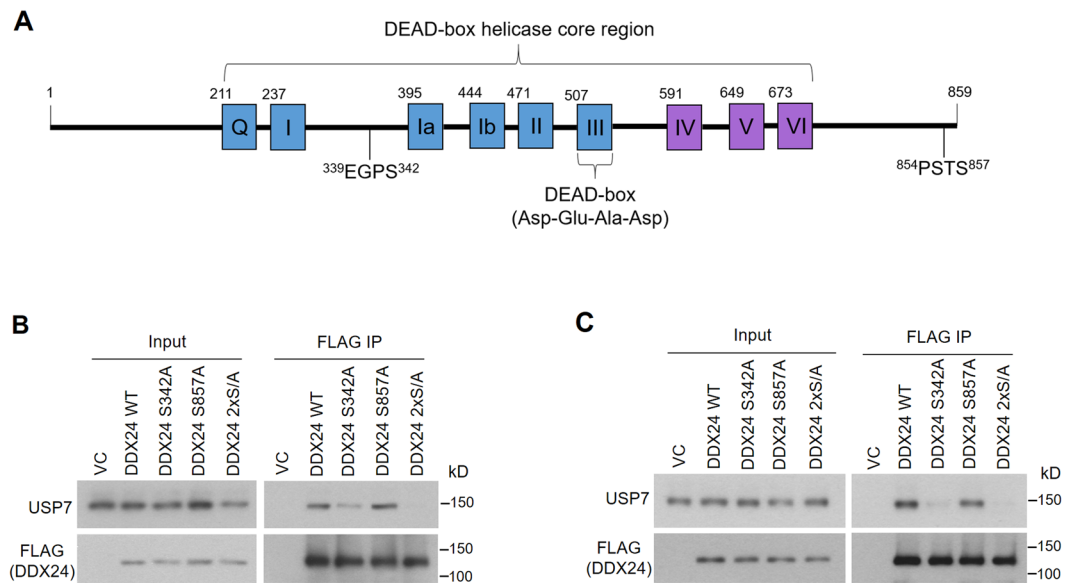 A
DEAD-box helicase core region
1 211 237 395 444 471 507 591 649 673 859
Q I Ia Ib II III IV V VI
339EGPS342
854PSTS857
DEAD-box
(Asp-Glu-Ala-Asp)
B
Input FLAG IP
VC DDX24 WT DDX24 S342A DDX24 S857A DDX24 2xS/A VC DDX24 WT DDX24 S342A DDX24 S857A DDX24 2xS/A
kD
USP7 –150
FLAG –150
(DDX24) –100
C
Input FLAG IP
VC DDX24 WT DDX24 S342A DDX24 S857A DDX24 2xS/A VC DDX24 WT DDX24 S342A DDX24 S857A DDX24 2xS/A
kD
USP7 –150
FLAG –150
(DDX24) –100